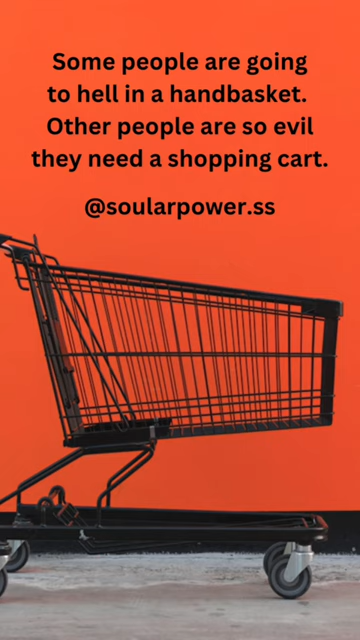 Some people are going
to hell in a handbasket.
Other people are so evil
they need a shopping cart.
@soularpower.ss